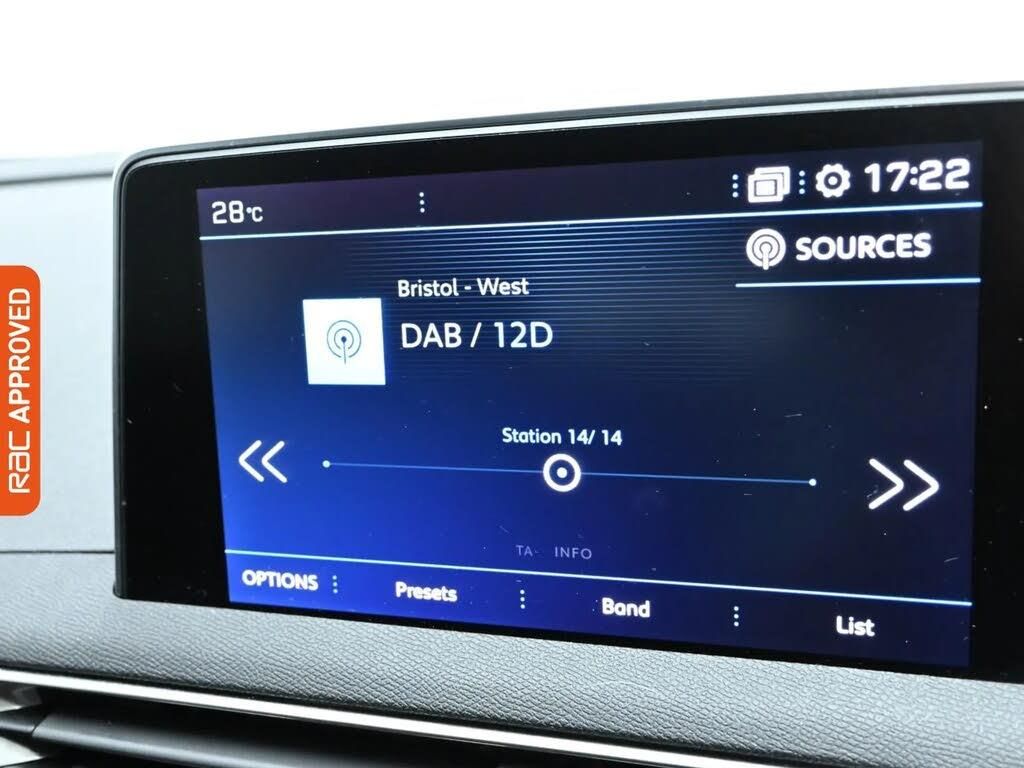 28°C
17:22
SOURCES
Bristol - West
DAB / 12D
Station 14/ 14
TA INFO
OPTIONS
Presets
Band
List
RAC APPROVED